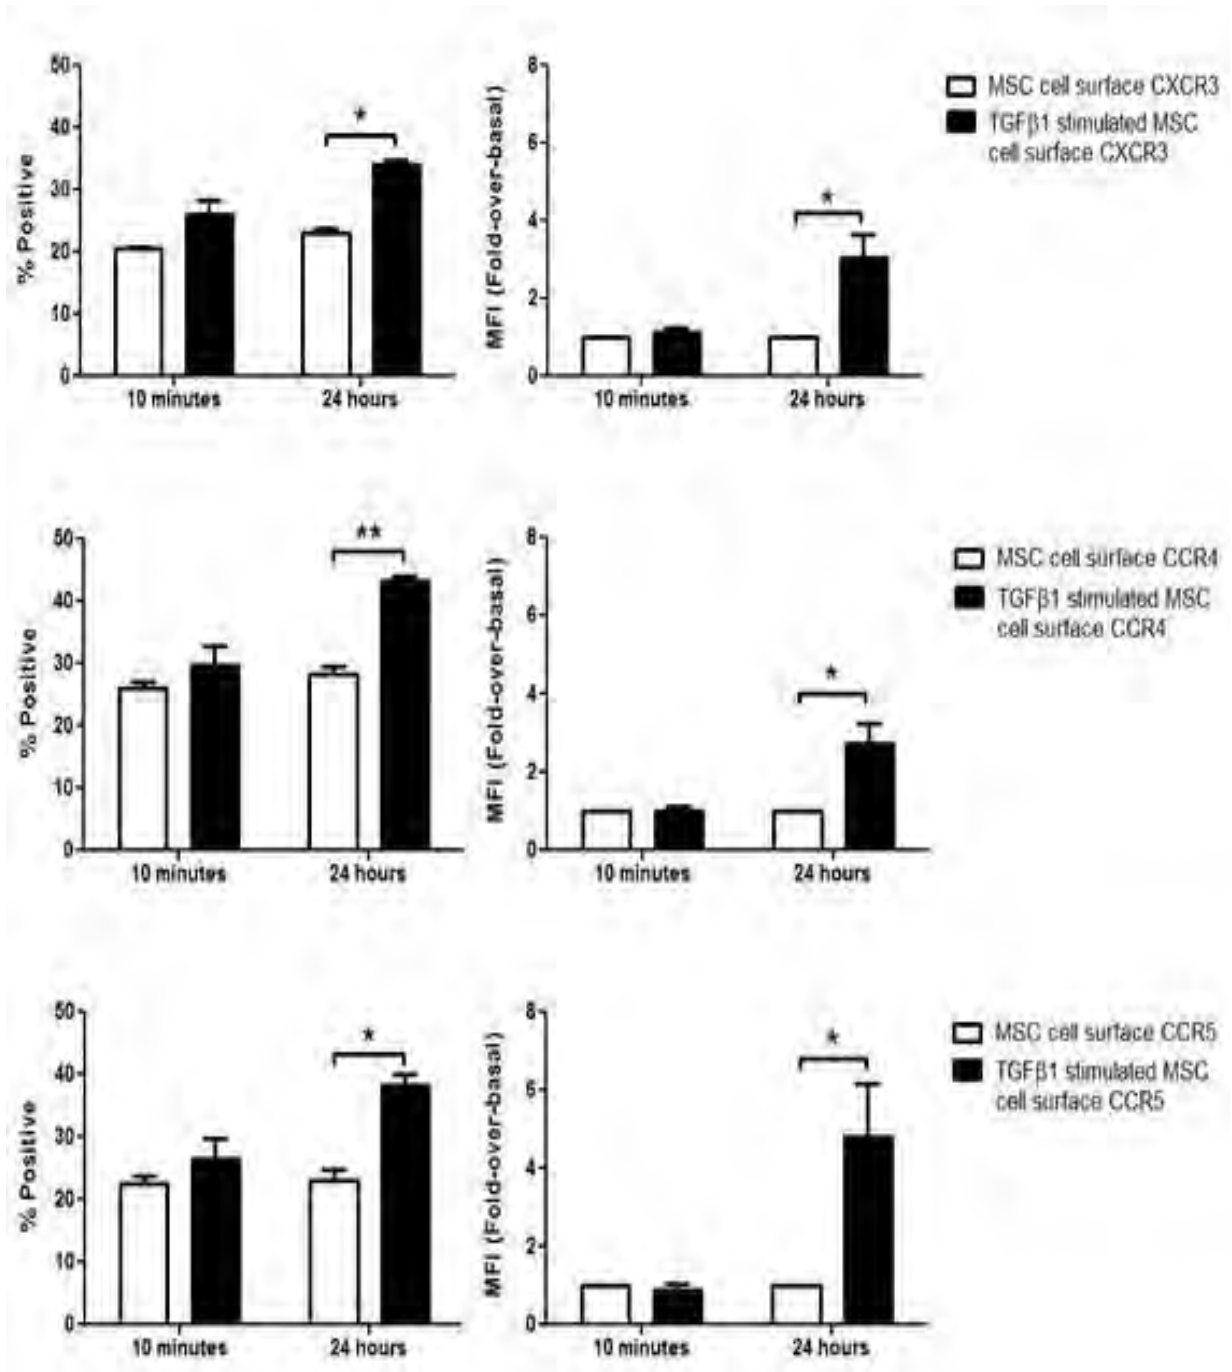 % Positive
50
40
30
20
10
0
*
10 minutes
24 hours
MFI (Fold-over-basal)
8
6
4
2
0
*
10 minutes
24 hours
MSC cell surface CXCR3
TGFβ1 stimulated MSC
cell surface CXCR3
% Positive
50
40
30
20
10
0
**
10 minutes
24 hours
MFI (Fold-over-basal)
8
6
4
2
0
*
10 minutes
24 hours
MSC cell surface CCR4
TGFβ1 stimulated MSC
cell surface CCR4
% Positive
50
40
30
20
10
0
*
10 minutes
24 hours
MFI (Fold-over-basal)
8
6
4
2
0
*
10 minutes
24 hours
MSC cell surface CCR5
TGFβ1 stimulated MSC
cell surface CCR5